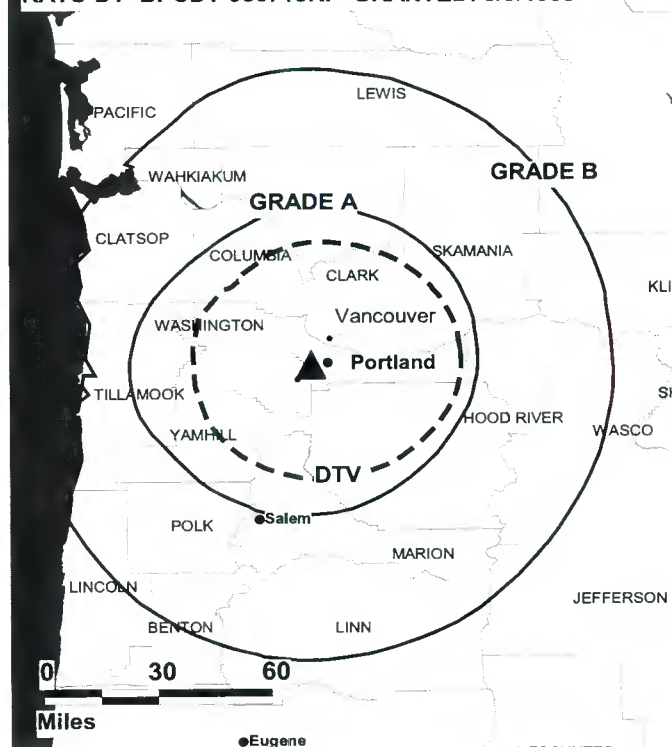 LEWIS
PACIFIC
GRADE B
WAHKIAKUM
GRADE A
CLATSOP
COLUMBIA
SKAMANIA
CLARK
KLI
WASHINGTON
Vancouver
Portland
TILLAMOOK
HOOD RIVER
WASCO
YAMHILL
DTV
Salem
POLK
MARION
LINCOLN
JEFFERSON
BENTON
LINN
0 30 60
Miles
Eugene